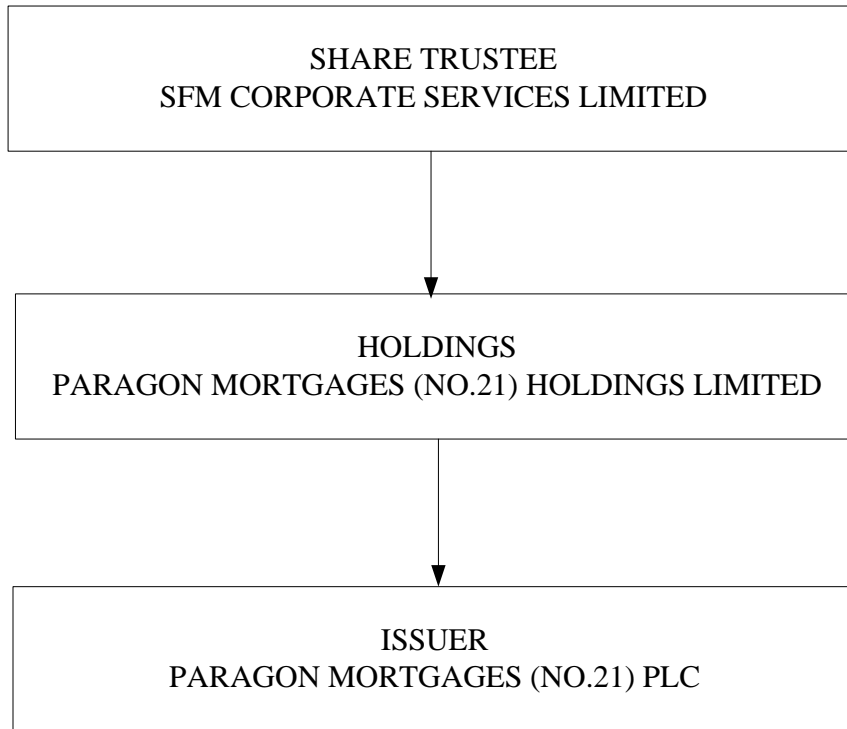 SHARE TRUSTEE
SFM CORPORATE SERVICES LIMITED
HOLDINGS
PARAGON MORTGAGES (NO.21) HOLDINGS LIMITED
ISSUER
PARAGON MORTGAGES (NO.21) PLC